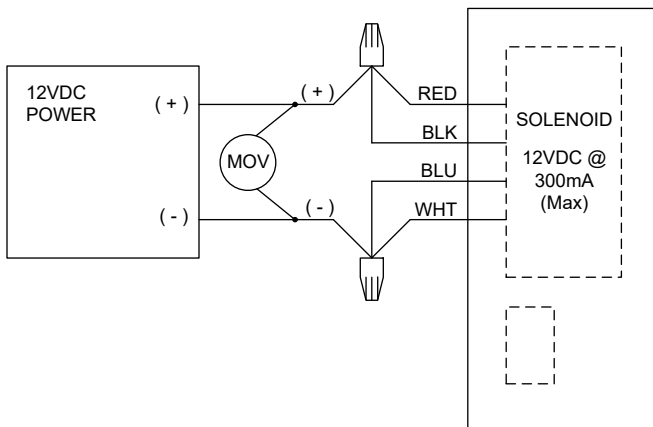 12VDC
POWER
( + )
( - )
( + )
MOV
( - )
RED
BLK
BLU
WHT
SOLENOID
12VDC @
300mA
(Max)